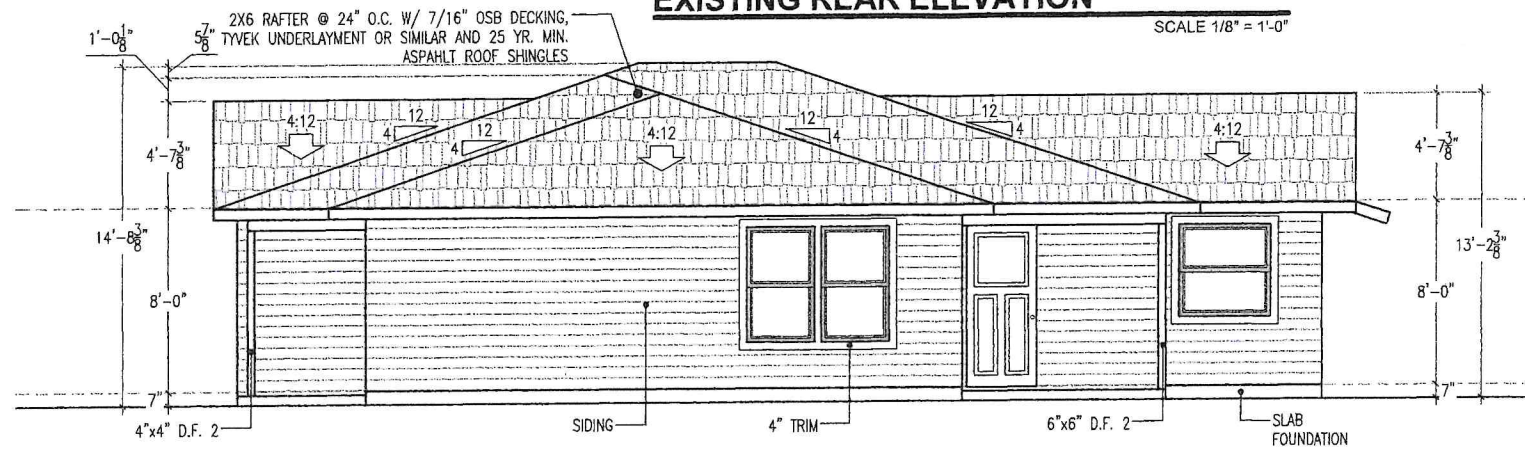 EXISTING REAR ELEVATION
SCALE 1/8" = 1'-0"
2X6 RAFTER @ 24" O.C. W/ 7/16" OSB DECKING,
TYVEK UNDERLAYMENT OR SIMILAR AND 25 YR. MIN.
ASPAHLT ROOF SHINGLES
1'-0 1/8"
5 7/8"
4:12
12
4
12
4
4:12
12
4
12
4
4:12
4'-7 3/8"
4'-7 3/8"
14'-8 3/8"
13'-2 3/8"
8'-0"
8'-0"
7"
7"
4"x4" D.F. 2
SIDING
4" TRIM
6"x6" D.F. 2
SLAB
FOUNDATION